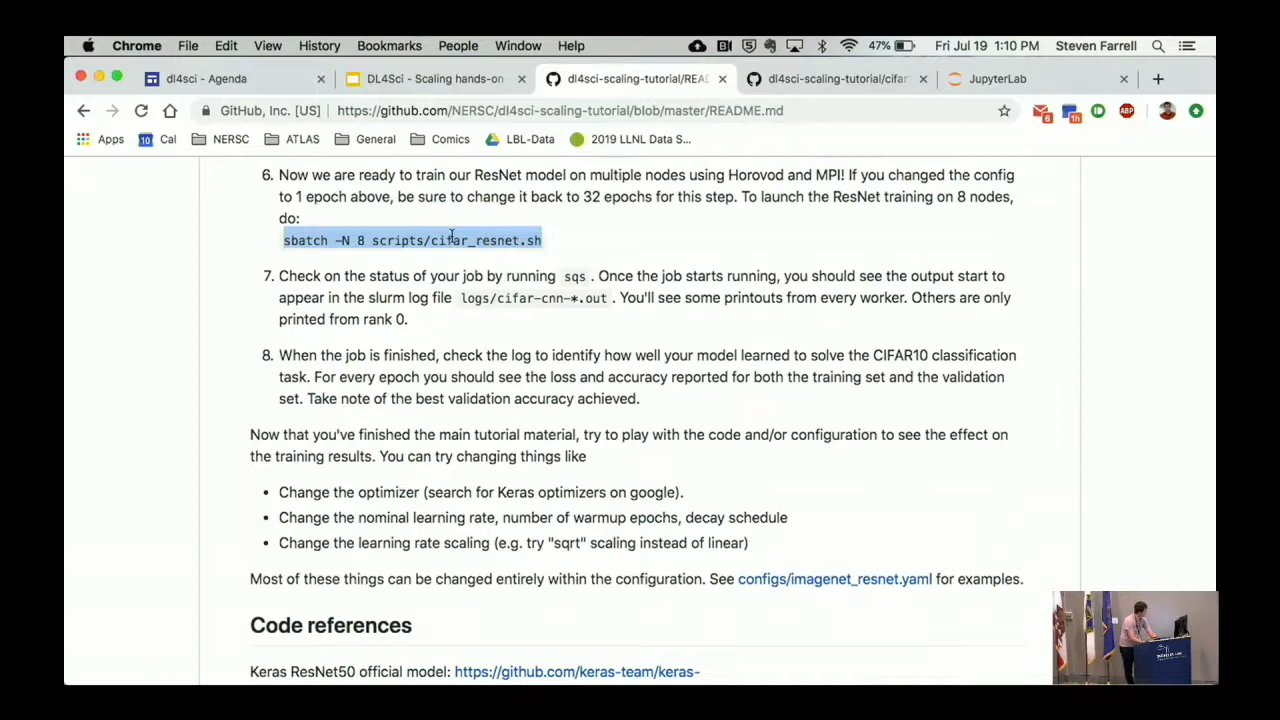 Chrome File Edit View History Bookmarks People Window Help 47% Fri Jul 19 1:10 PM Steven Farrell
dl4sci - Agenda DL4Sci - Scaling hands-on dl4sci-scaling-tutorial/REA dl4sci-scaling-tutorial/cifar JupyterLab
GitHub, Inc. [US] https://github.com/NERSC/dl4sci-scaling-tutorial/blob/master/README.md 6 1h ABP
Apps 10 Cal NERSC ATLAS General Comics LBL-Data 2019 LLNL Data S...
6. Now we are ready to train our ResNet model on multiple nodes using Horovod and MPI! If you changed the config
to 1 epoch above, be sure to change it back to 32 epochs for this step. To launch the ResNet training on 8 nodes,
do:
sbatch -N 8 scripts/cifar_resnet.sh
7. Check on the status of your job by running sqs . Once the job starts running, you should see the output start to
appear in the slurm log file logs/cifar-cnn-*.out . You'll see some printouts from every worker. Others are only
printed from rank 0.
8. When the job is finished, check the log to identify how well your model learned to solve the CIFAR10 classification
task. For every epoch you should see the loss and accuracy reported for both the training set and the validation
set. Take note of the best validation accuracy achieved.
Now that you've finished the main tutorial material, try to play with the code and/or configuration to see the effect on
the training results. You can try changing things like
• Change the optimizer (search for Keras optimizers on google).
• Change the nominal learning rate, number of warmup epochs, decay schedule
• Change the learning rate scaling (e.g. try "sqrt" scaling instead of linear)
Most of these things can be changed entirely within the configuration. See configs/imagenet_resnet.yaml for examples.
Code references
Keras ResNet50 official model: https://github.com/keras-team/keras-